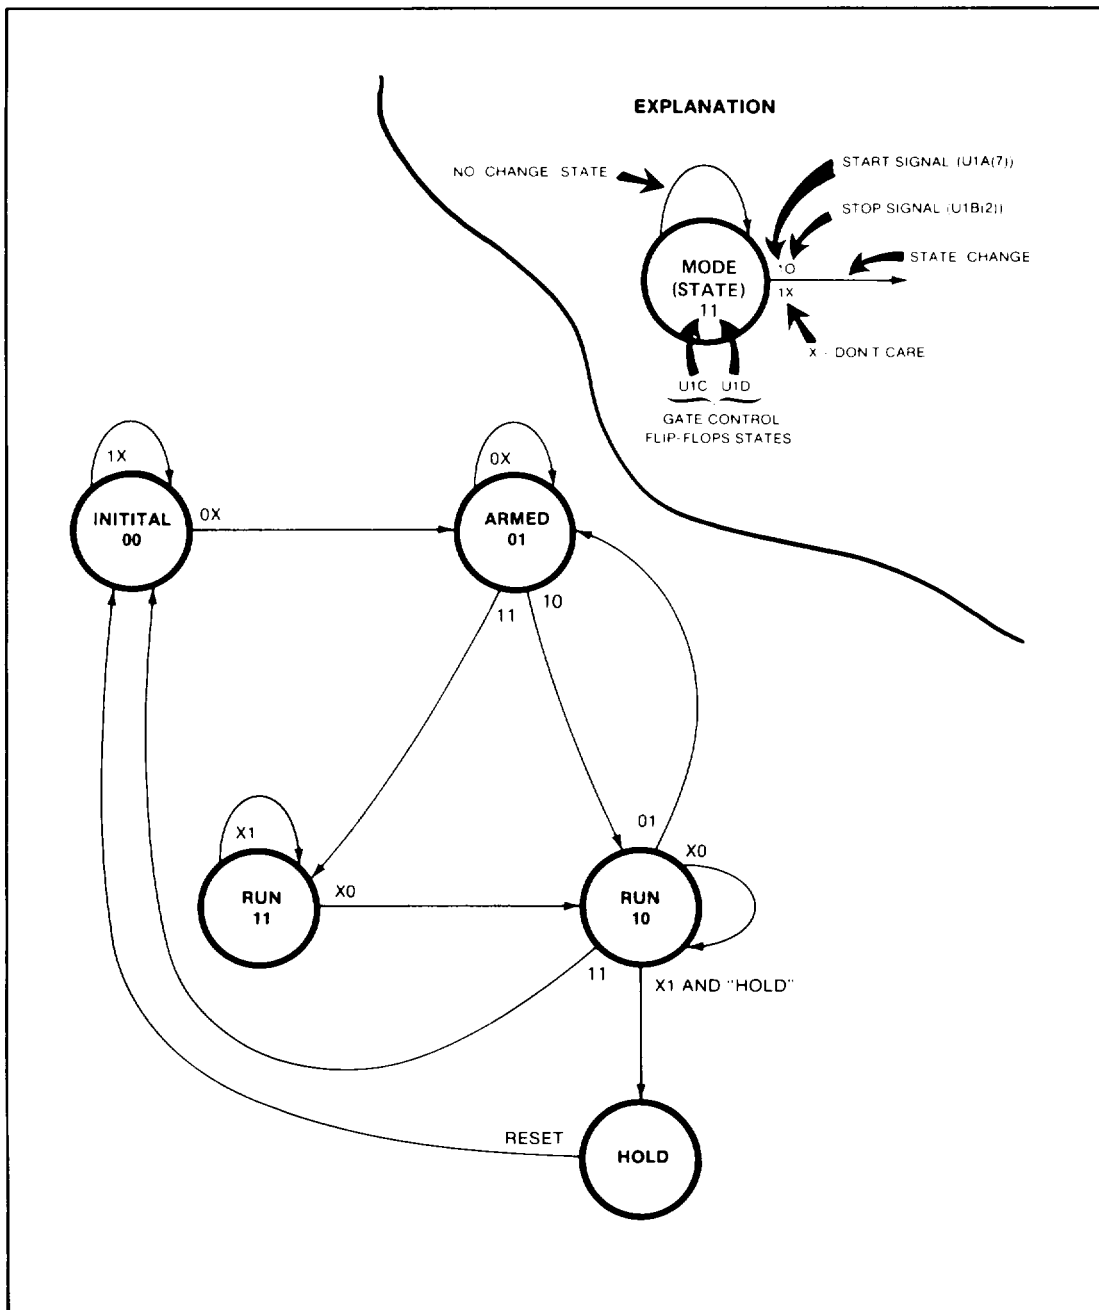 EXPLANATION
NO CHANGE STATE
START SIGNAL (U1A(7))
STOP SIGNAL (U1B(2))
STATE CHANGE
10
1X
MODE
(STATE)
11
X - DON'T CARE
U1C U1D
GATE CONTROL
FLIP-FLOPS STATES
1X
INITITAL
00
0X
0X
ARMED
01
11
10
X1
RUN
11
X0
01
X0
RUN
10
11
X1 AND "HOLD"
RESET
HOLD